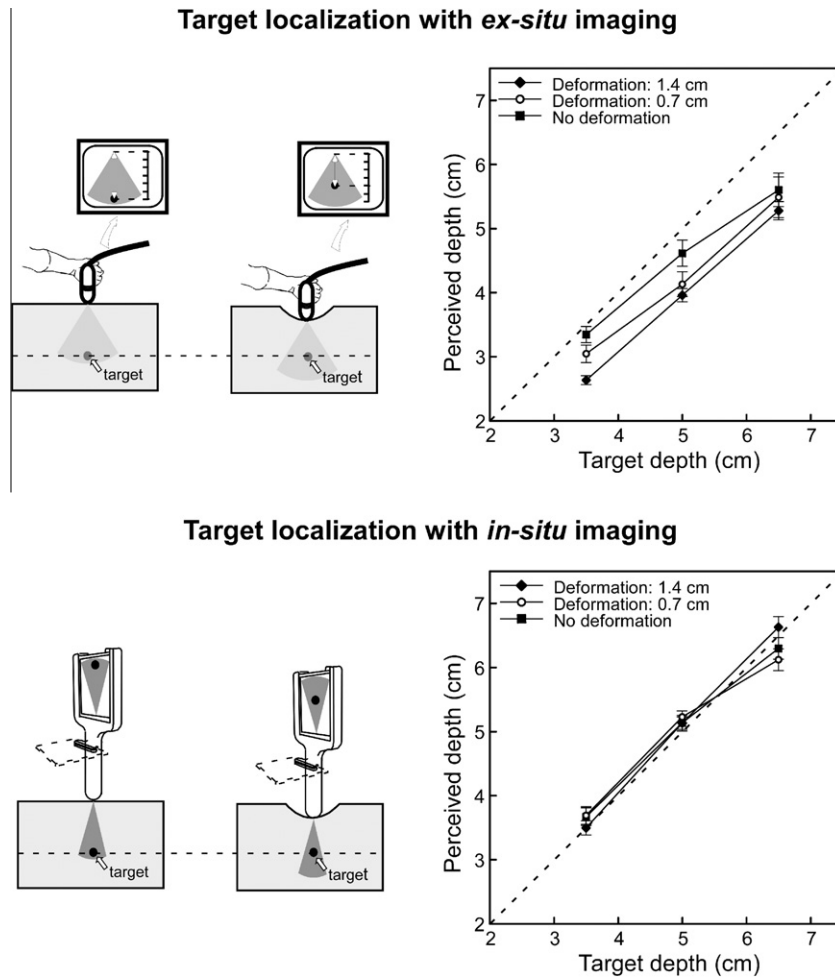 Target localization with ex-situ imaging
Deformation: 1.4 cm
Deformation: 0.7 cm
No deformation
7
6
5
4
3
2
Perceived depth (cm)
2 3 4 5 6 7
Target depth (cm)
target
target
Target localization with in-situ imaging
Deformation: 1.4 cm
Deformation: 0.7 cm
No deformation
7
6
5
4
3
2
Perceived depth (cm)
2 3 4 5 6 7
Target depth (cm)
target
target